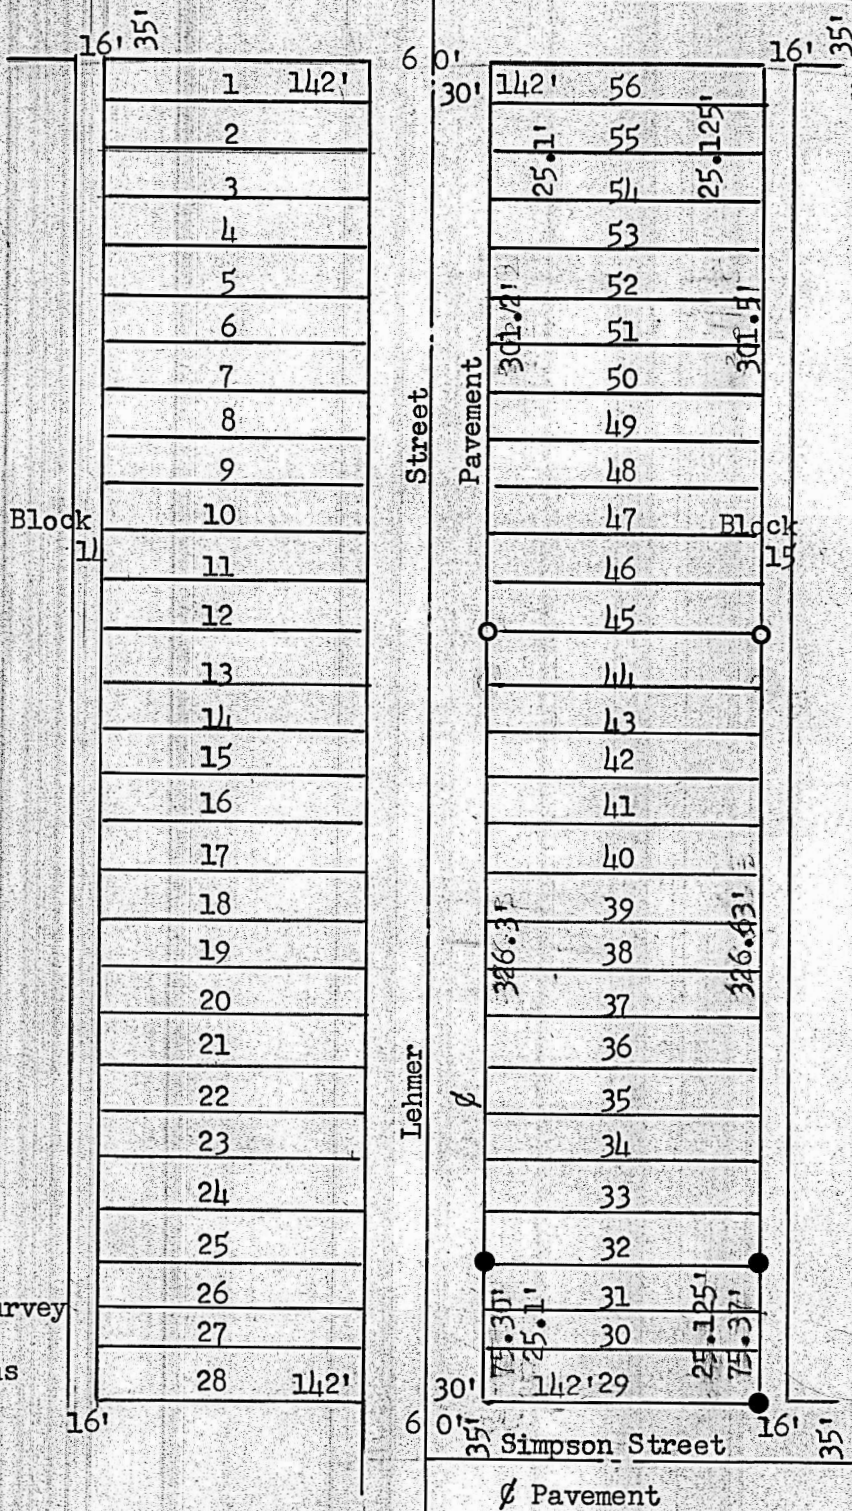 16' 35' 6 0' 16' 35'
1 142' 30' 142' 56
2 25.1' 55 25.125'
3 54
4 53
5 52
6 301.2' 51 301.5'
7 50
8 Street Pavement 49
9 48
Block 14 10 47 Block 15
11 46
12 45
13 44
14 43
15 42
16 41
17 40
18 39
19 326.3' 38 326.63'
20 37
21 36
22 Lehmer ₵ 35
23 34
24 33
25 32
26 31
27 75.30' 25.1' 30 25.125' 75.37'
28 142' 30' 142' 29
16' 6 0' 35' 16' 35'
Simpson Street
₵ Pavement